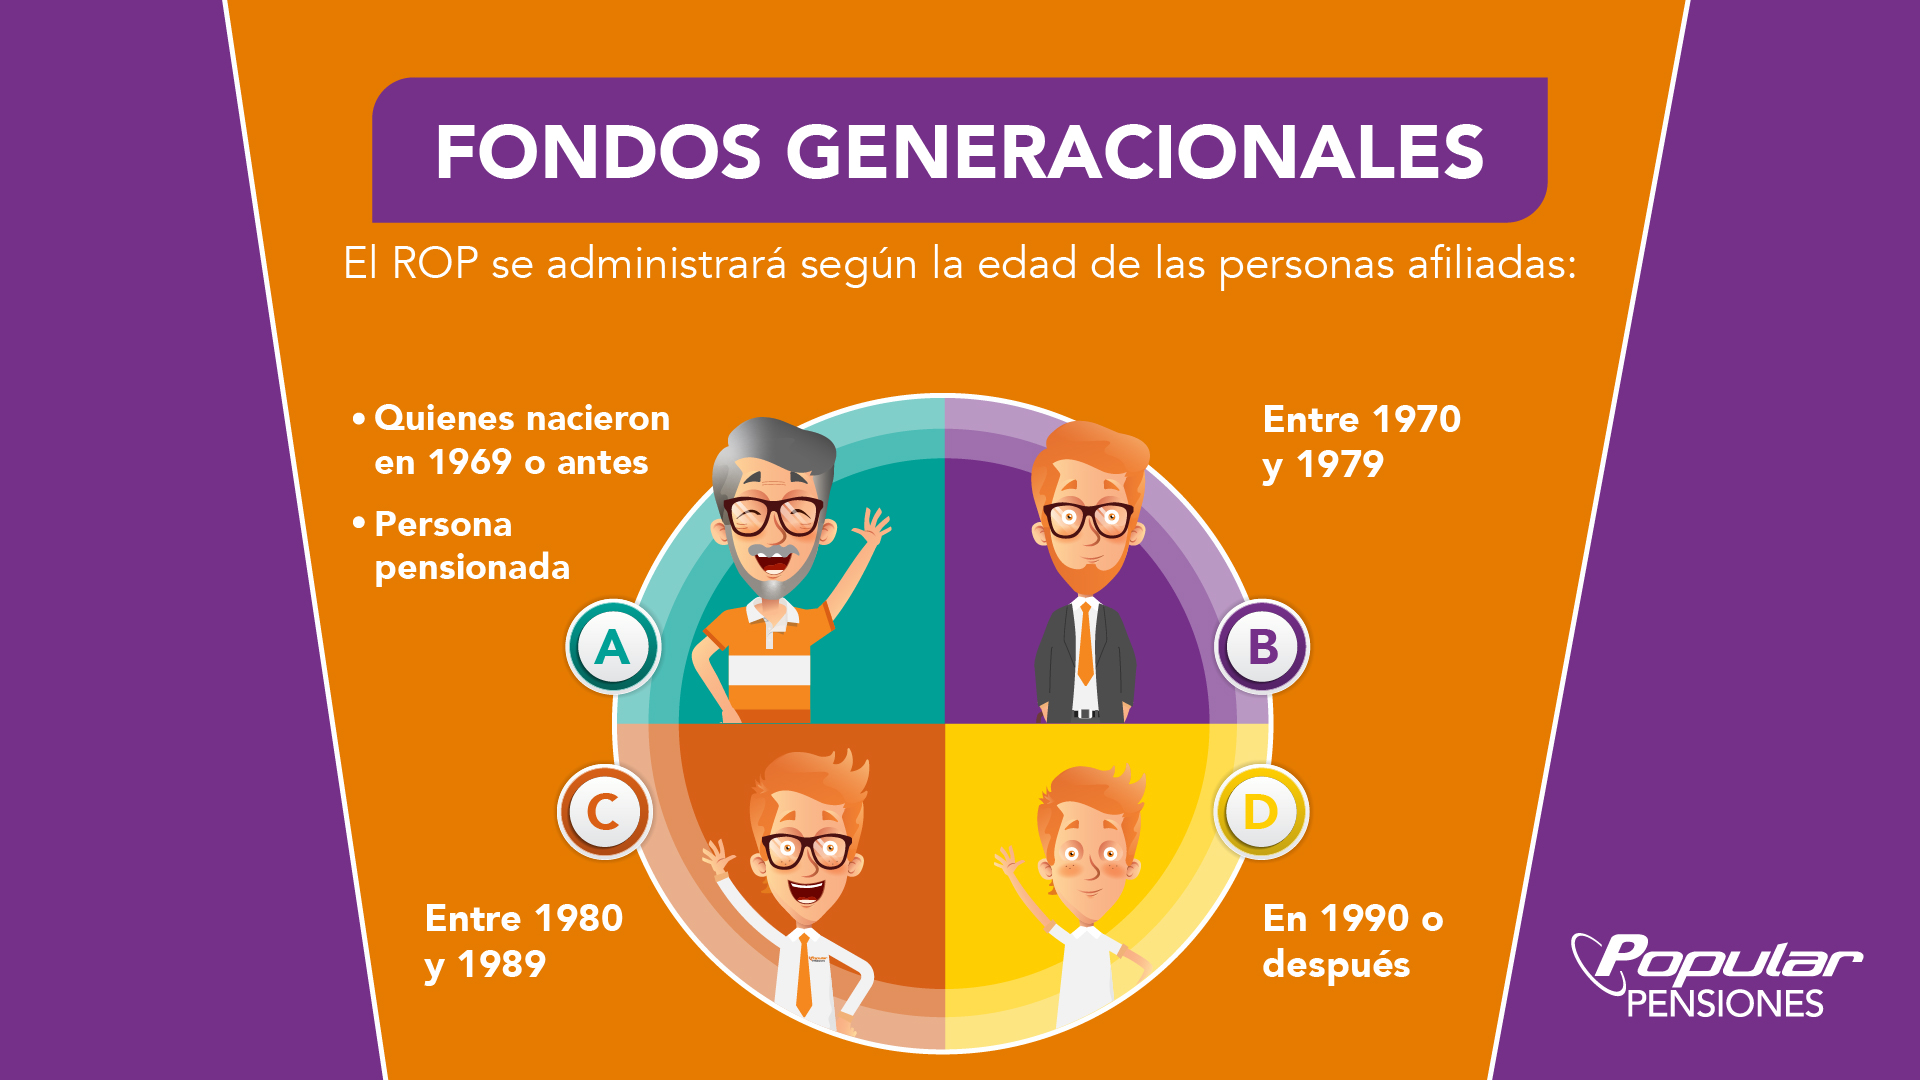 FONDOS GENERACIONALES
El ROP se administrará según la edad de las personas afiliadas:
• Quienes nacieron
en 1969 o antes
• Persona
pensionada
A
Entre 1970
y 1979
B
C
Entre 1980
y 1989
D
En 1990 o
después
Popular
PENSIONES